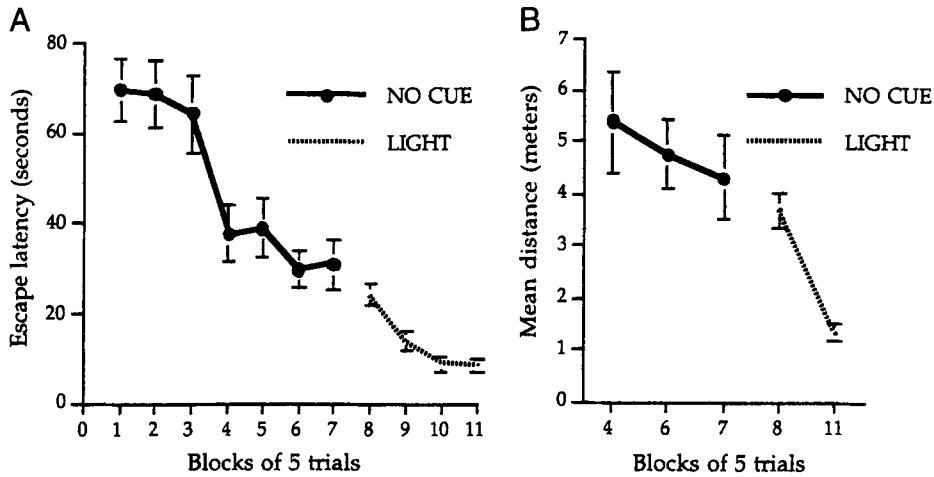 A
Escape latency (seconds)
80
60
40
20
0
NO CUE
LIGHT
0 1 2 3 4 5 6 7 8 9 10 11
Blocks of 5 trials
B
Mean distance (meters)
7
6
5
4
3
2
1
0
NO CUE
LIGHT
4 6 7 8 11
Blocks of 5 trials